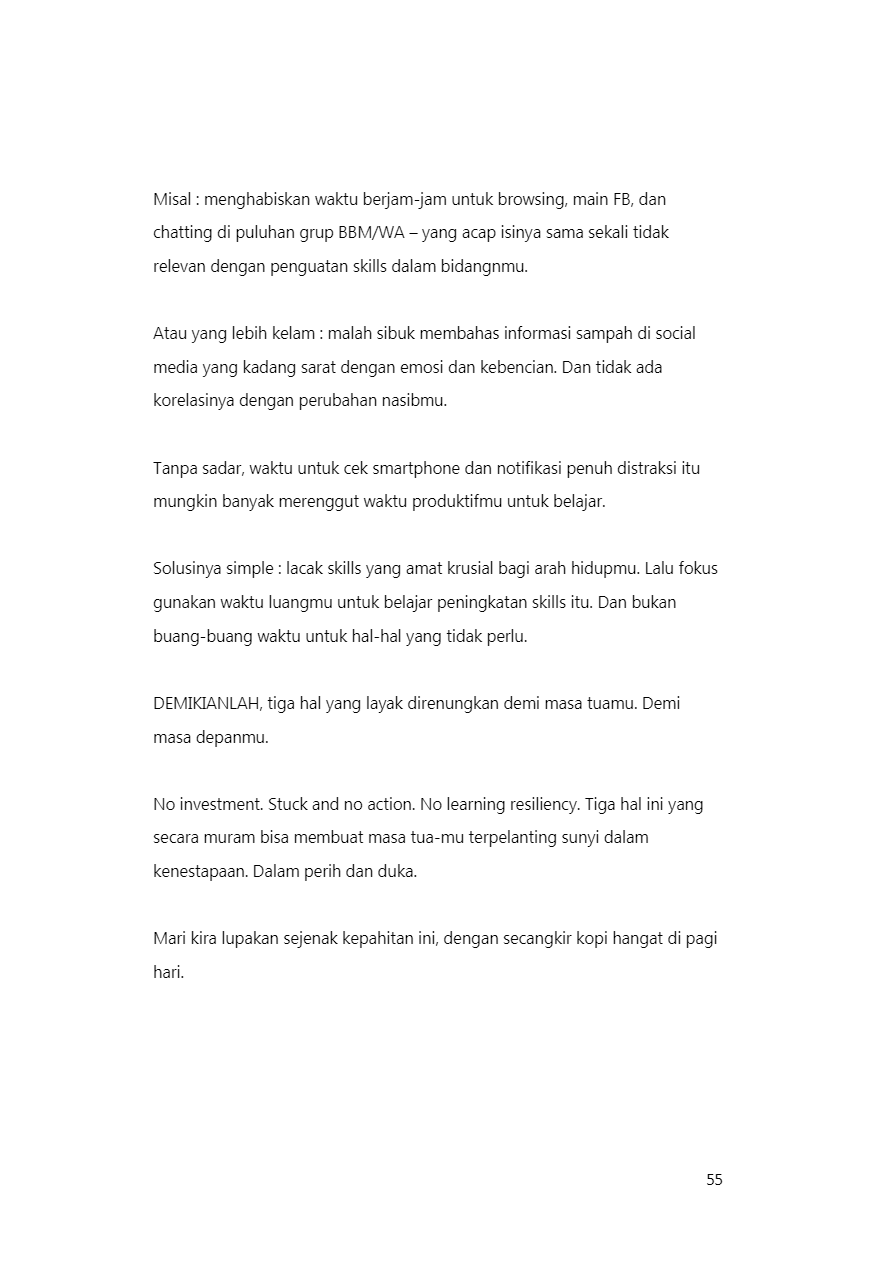 Misal : menghabiskan waktu berjam-jam untuk browsing, main FB, dan
chatting di puluhan grup BBM/WA – yang acap isinya sama sekali tidak
relevan dengan penguatan skills dalam bidangnmu.
Atau yang lebih kelam : malah sibuk membahas informasi sampah di social
media yang kadang sarat dengan emosi dan kebencian. Dan tidak ada
korelasinya dengan perubahan nasibmu.
Tanpa sadar, waktu untuk cek smartphone dan notifikasi penuh distraksi itu
mungkin banyak merenggut waktu produktifmu untuk belajar.
Solusinya simple : lacak skills yang amat krusial bagi arah hidupmu. Lalu fokus
gunakan waktu luangmu untuk belajar peningkatan skills itu. Dan bukan
buang-buang waktu untuk hal-hal yang tidak perlu.
DEMIKIANLAH, tiga hal yang layak direnungkan demi masa tuamu. Demi
masa depanmu.
No investment. Stuck and no action. No learning resiliency. Tiga hal ini yang
secara muram bisa membuat masa tua-mu terpelanting sunyi dalam
kenestapaan. Dalam perih dan duka.
Mari kira lupakan sejenak kepahitan ini, dengan secangkir kopi hangat di pagi
hari.
55